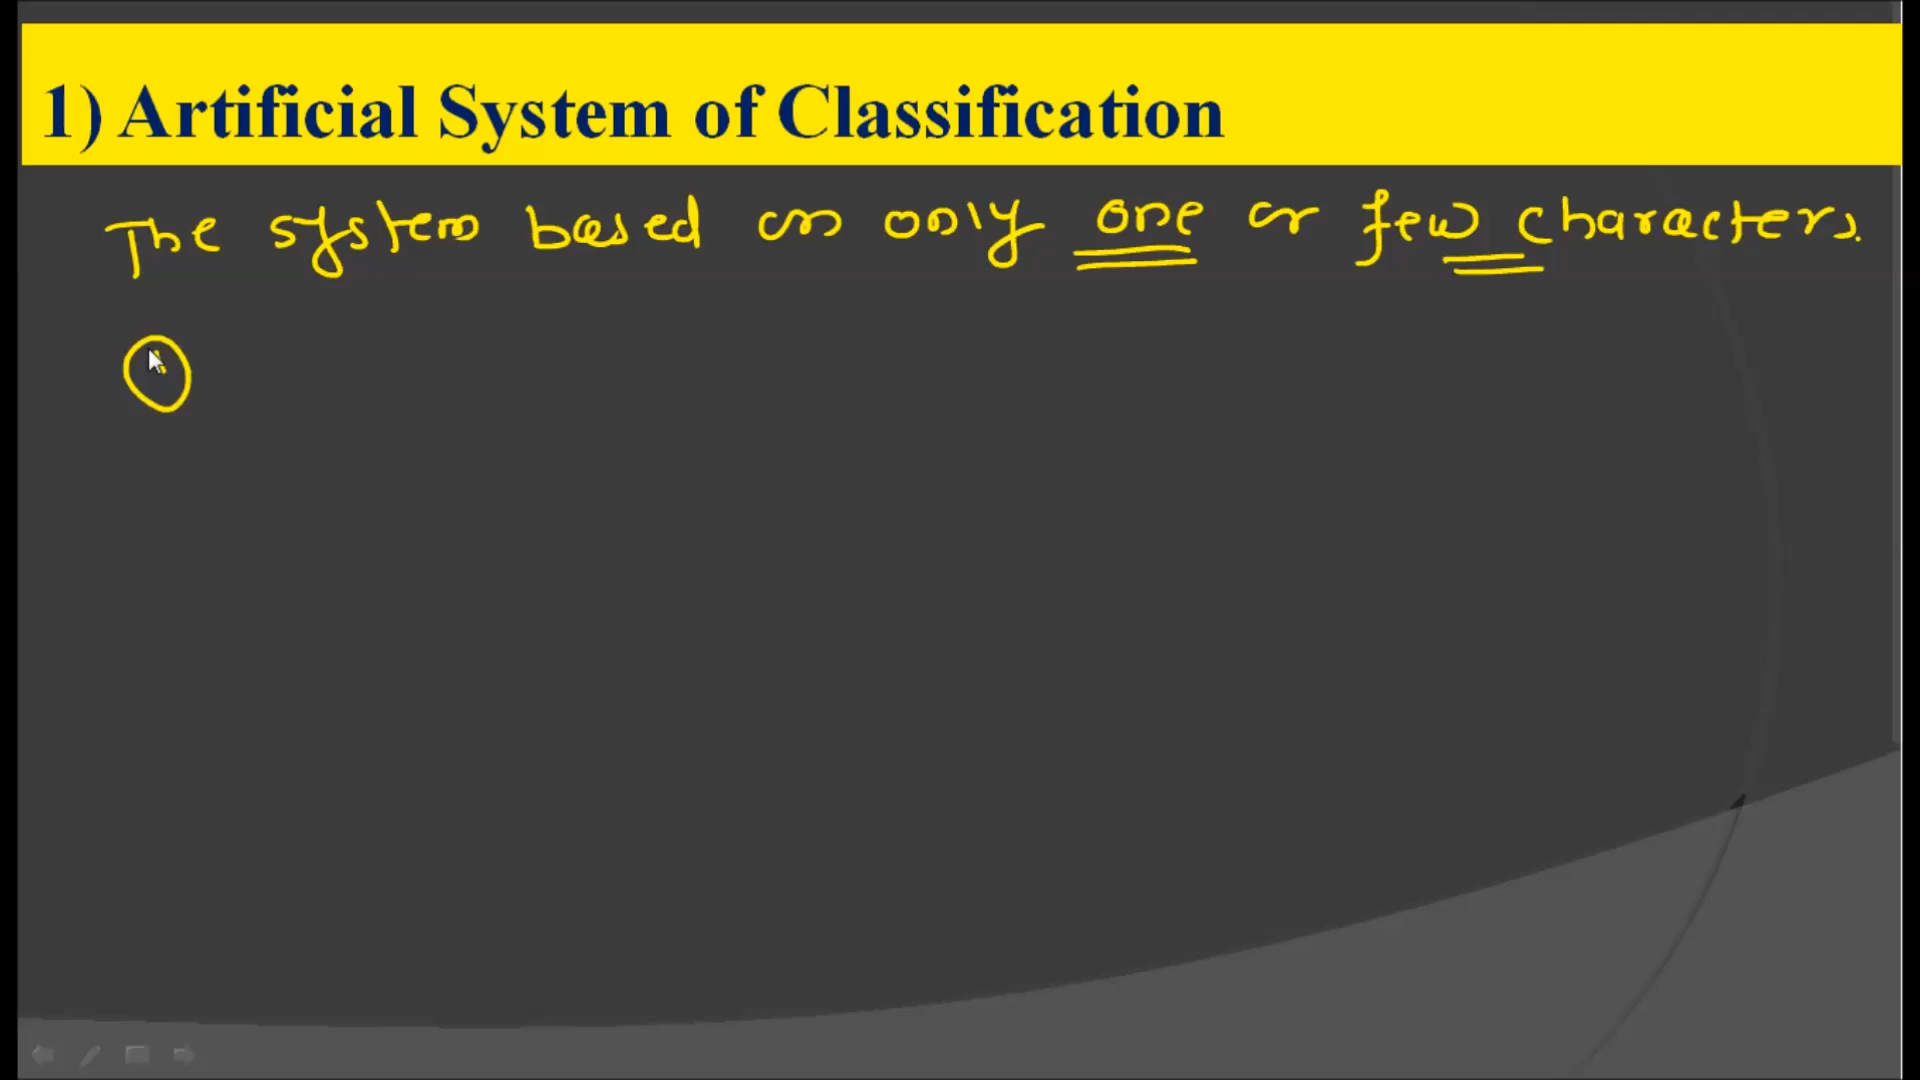 1) Artificial System of Classification
The system based on only one or few characters.